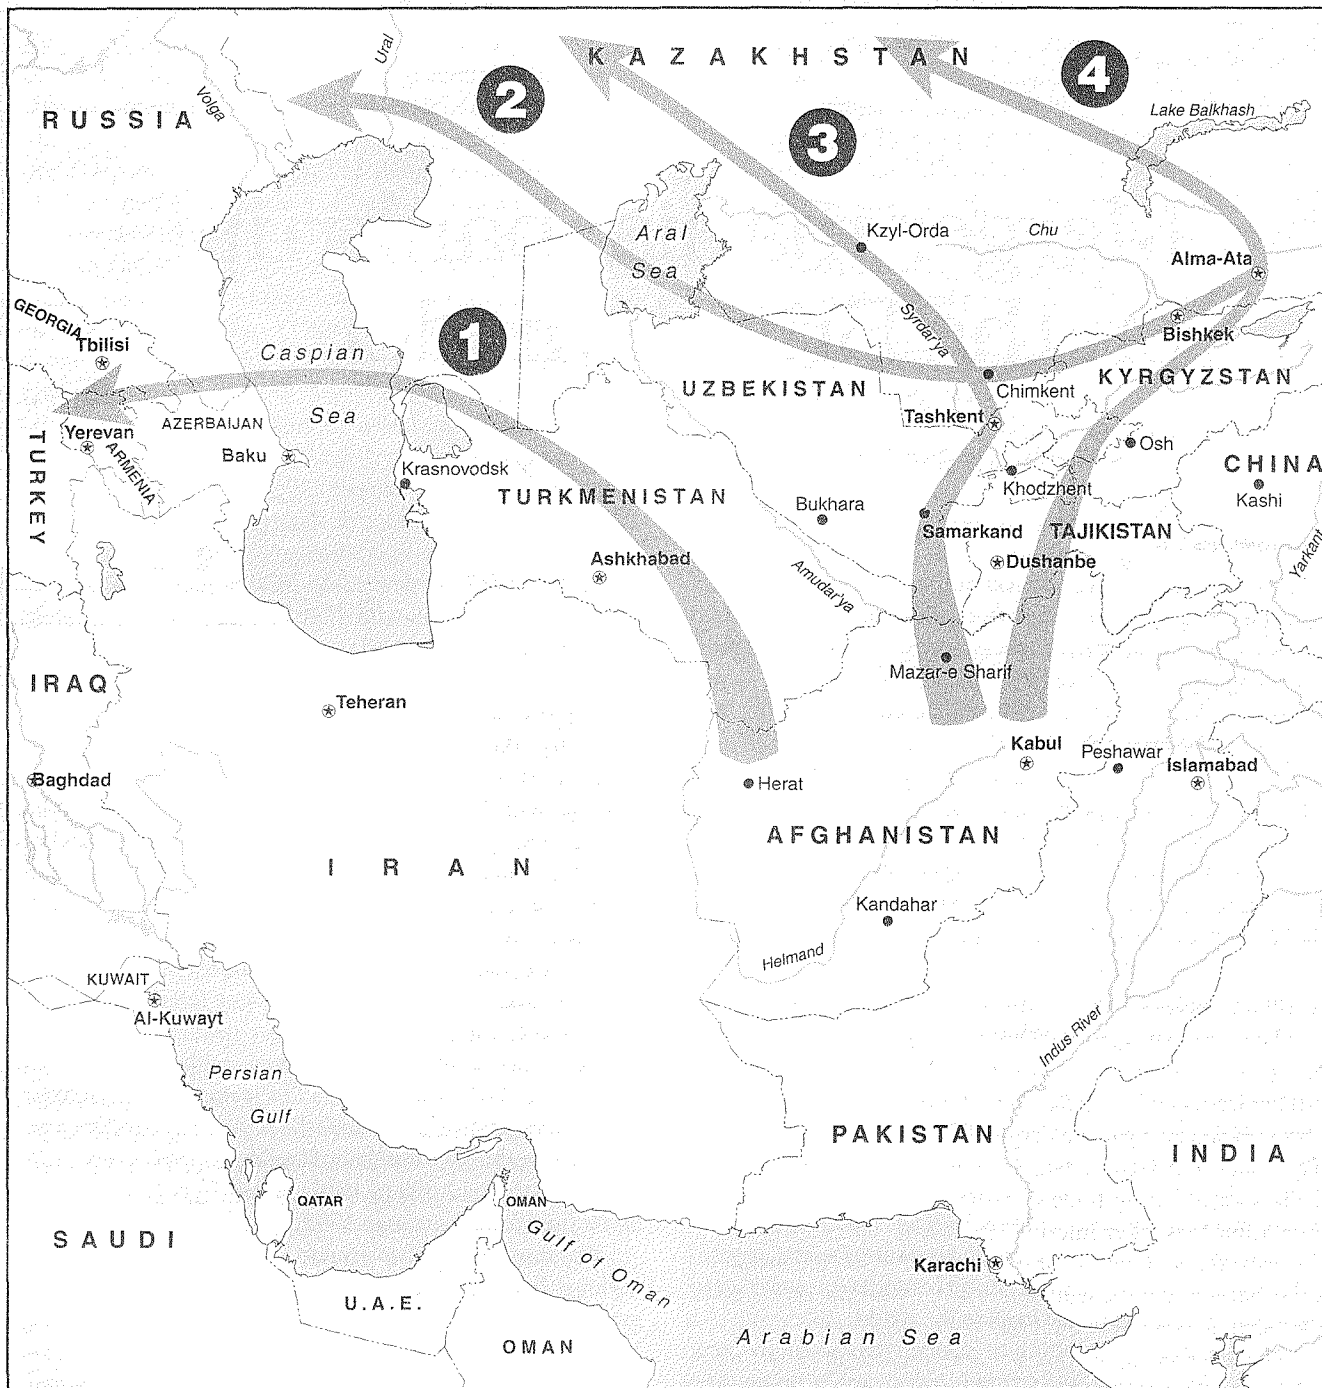 KAZAKHSTAN
Ural
Volga
RUSSIA
2
3
4
Lake Balkhash
Aral
Sea
Kzyl-Orda
Chu
Alma-Ata
Syrdar'ya
Bishkek
GEORGIA
Tbilisi
Caspian
Sea
1
UZBEKISTAN
Chimkent
KYRGYZSTAN
Tashkent
AZERBAIJAN
Yerevan
ARMENIA
TURKEY
Baku
Krasnovodsk
TURKMENISTAN
Bukhara
Khodzhent
Osh
CHINA
Kashi
Samarkand
TAJIKISTAN
Dushanbe
Yarkant
Ashkhabad
Amudar'ya
IRAQ
Teheran
Mazar-e Sharif
Kabul
Peshawar
Islamabad
Baghdad
Herat
AFGHANISTAN
IRAN
Kandahar
Helmand
KUWAIT
Al-Kuwayt
Indus River
Persian
Gulf
PAKISTAN
INDIA
QATAR
OMAN
SAUDI
Gulf of Oman
Karachi
U.A.E.
OMAN
Arabian Sea